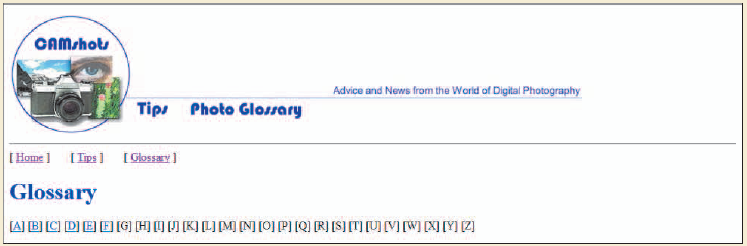 CAMshots
Advice and News from the World of Digital Photography
Tips Photo Glossary
[ Home ] [ Tips ] [ Glossary ]
Glossary
[A] [B] [C] [D] [E] [F] [G] [H] [I] [J] [K] [L] [M] [N] [O] [P] [Q] [R] [S] [T] [U] [V] [W] [X] [Y] [Z]